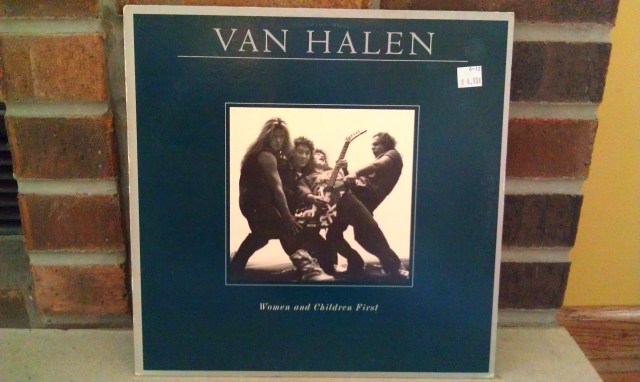 VAN HALEN
Women and Children First